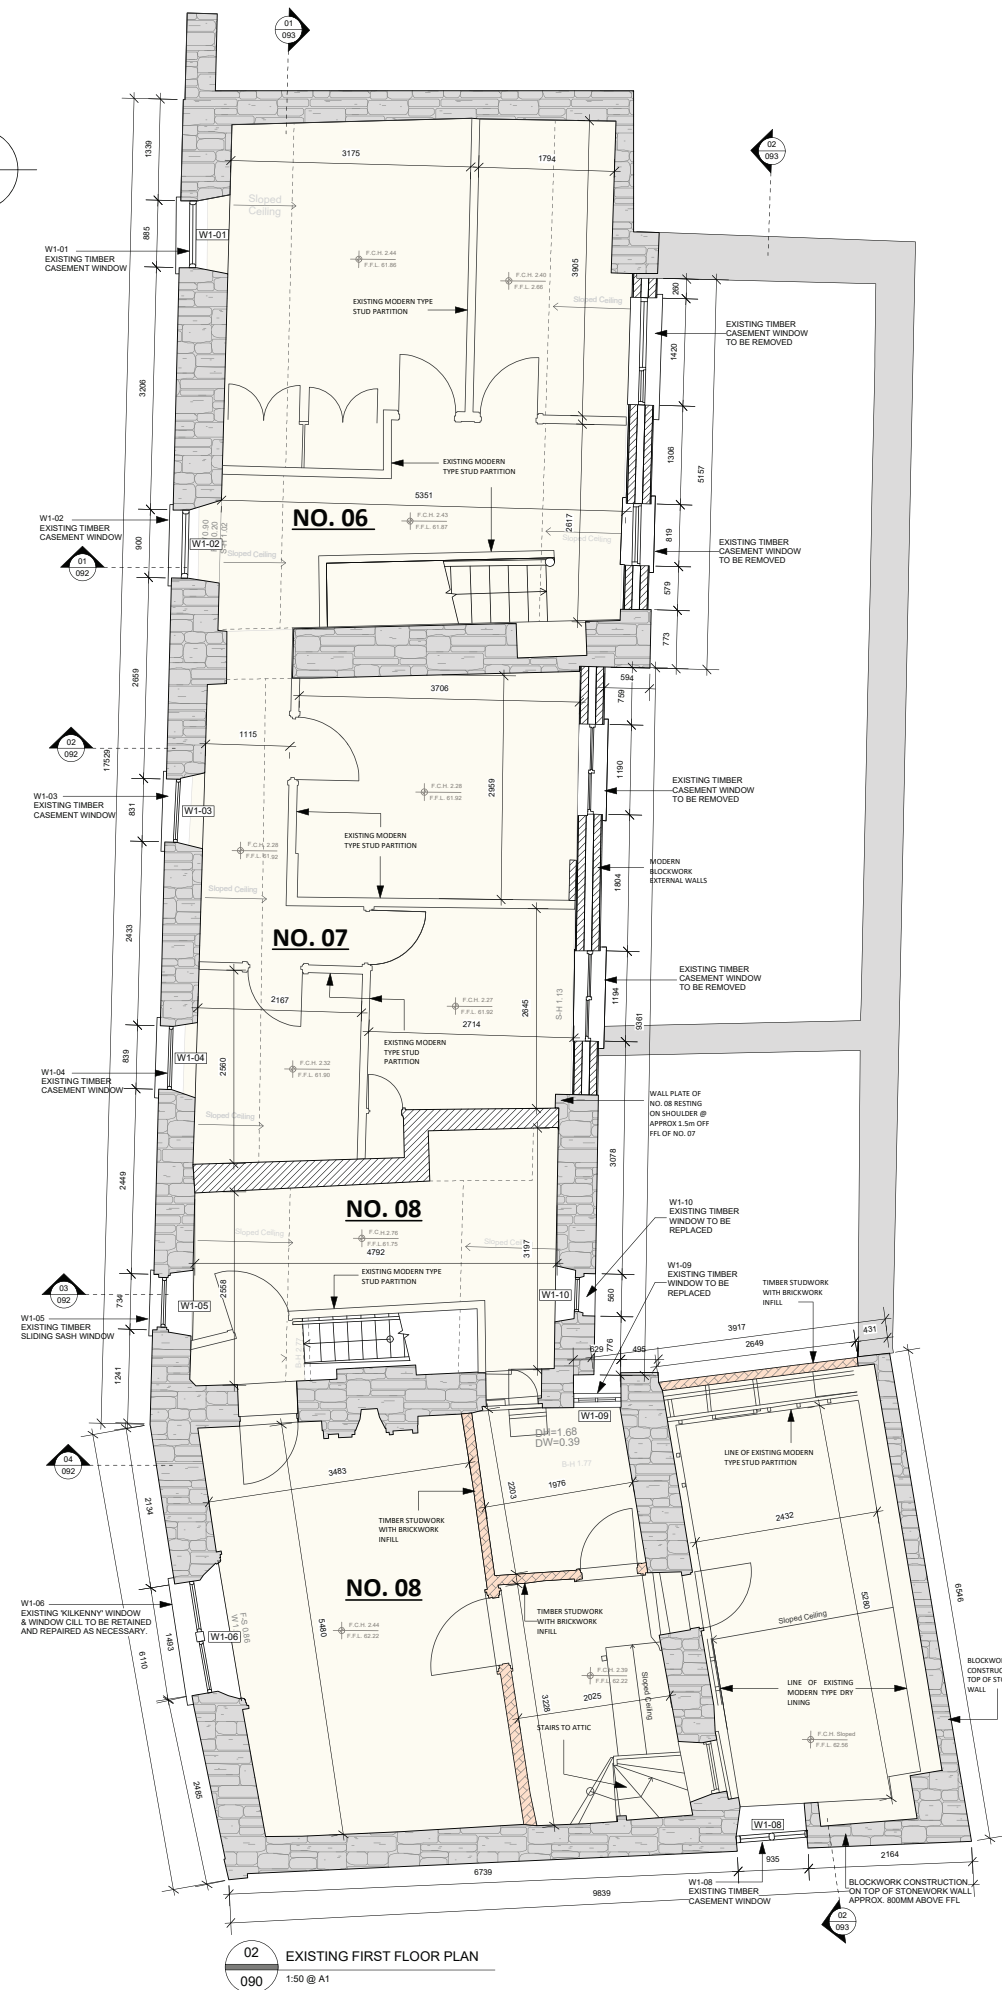 01
093
02
093
1339
3175
1794
885
Sloped
Ceiling
W1-01
W1-01
EXISTING TIMBER
CASEMENT WINDOW
F.C.H. 2.44
F.F.L. 61.86
F.C.H. 2.40
F.F.L. 2.66
3905
260
EXISTING MODERN TYPE
STUD PARTITION
Sloped Ceiling
EXISTING TIMBER
CASEMENT WINDOW
TO BE REMOVED
1420
3206
1306
5157
EXISTING MODERN
TYPE STUD PARTITION
5351
NO. 06
F.C.H. 2.43
F.F.L. 61.87
2617
W1-02
EXISTING TIMBER
CASEMENT WINDOW
900
W1-02
Sloped Ceiling
Sloped Ceiling
819
EXISTING TIMBER
CASEMENT WINDOW
TO BE REMOVED
01
092
579
773
2659
594
759
3706
1115
02
092
17529
1190
W1-03
EXISTING TIMBER
CASEMENT WINDOW
831
W1-03
F.C.H. 2.28
F.F.L. 61.92
2959
EXISTING TIMBER
CASEMENT WINDOW
TO BE REMOVED
EXISTING MODERN
TYPE STUD PARTITION
F.C.H. 2.28
F.F.L. 61.92
MODERN
BLOCKWORK
EXTERNAL WALLS
1804
Sloped Ceiling
2433
NO. 07
2167
F.C.H. 2.27
F.F.L. 61.92
2645
S-H 1.13
2714
EXISTING TIMBER
CASEMENT WINDOW
TO BE REMOVED
1194
9361
839
W1-04
EXISTING TIMBER
CASEMENT WINDOW
W1-04
2560
F.C.H. 2.32
F.F.L. 61.90
EXISTING MODERN
TYPE STUD
PARTITION
Sloped Ceiling
WALL PLATE OF
NO. 08 RESTING
ON SHOULDER @
APPROX 1.5m OFF
FFL OF NO. 07
3078
2449
NO. 08
Sloped Ceiling
F.C.H.2.76
F.F.L.61.75
4792
3197
W1-10
EXISTING TIMBER
WINDOW TO BE
REPLACED
EXISTING MODERN TYPE
STUD PARTITION
W1-09
EXISTING TIMBER
WINDOW TO BE
REPLACED
TIMBER STUDWORK
WITH BRICKWORK
INFILL
03
092
734
W1-05
2558
W1-10
560
W1-05
EXISTING TIMBER
SLIDING SASH WINDOW
3917
2649
431
1241
629
776
495
W1-09
DH=1.68
DW=0.39
B-H 1.77
LINE OF EXISTING MODERN
TYPE STUD PARTITION
04
092
3483
2203
1976
2134
2432
TIMBER STUDWORK
WITH BRICKWORK
INFILL
NO. 08
W1-06
EXISTING 'KILKENNY' WINDOW
& WINDOW CILL TO BE RETAINED
AND REPAIRED AS NECESSARY.
1493
6110
W1-06
5480
F.C.H. 2.44
F.F.L. 62.22
TIMBER STUDWORK
WITH BRICKWORK
INFILL
5280
6546
Sloped Ceiling
F.C.H. 2.39
F.F.L. 62.22
Sloped Ceiling
3228
2025
STAIRS TO ATTIC
LINE OF EXISTING
MODERN TYPE DRY
LINING
TOP OF
WALL
F.C.H. Sloped
F.F.L. 62.56
2485
W1-08
6739
935
2164
9839
W1-08
EXISTING TIMBER
CASEMENT WINDOW
BLOCKWORK CONSTRUCTION
ON TOP OF STONEWORK WALL
APPROX. 800MM ABOVE FFL
02
093
02
090
EXISTING FIRST FLOOR PLAN
1:50 @ A1